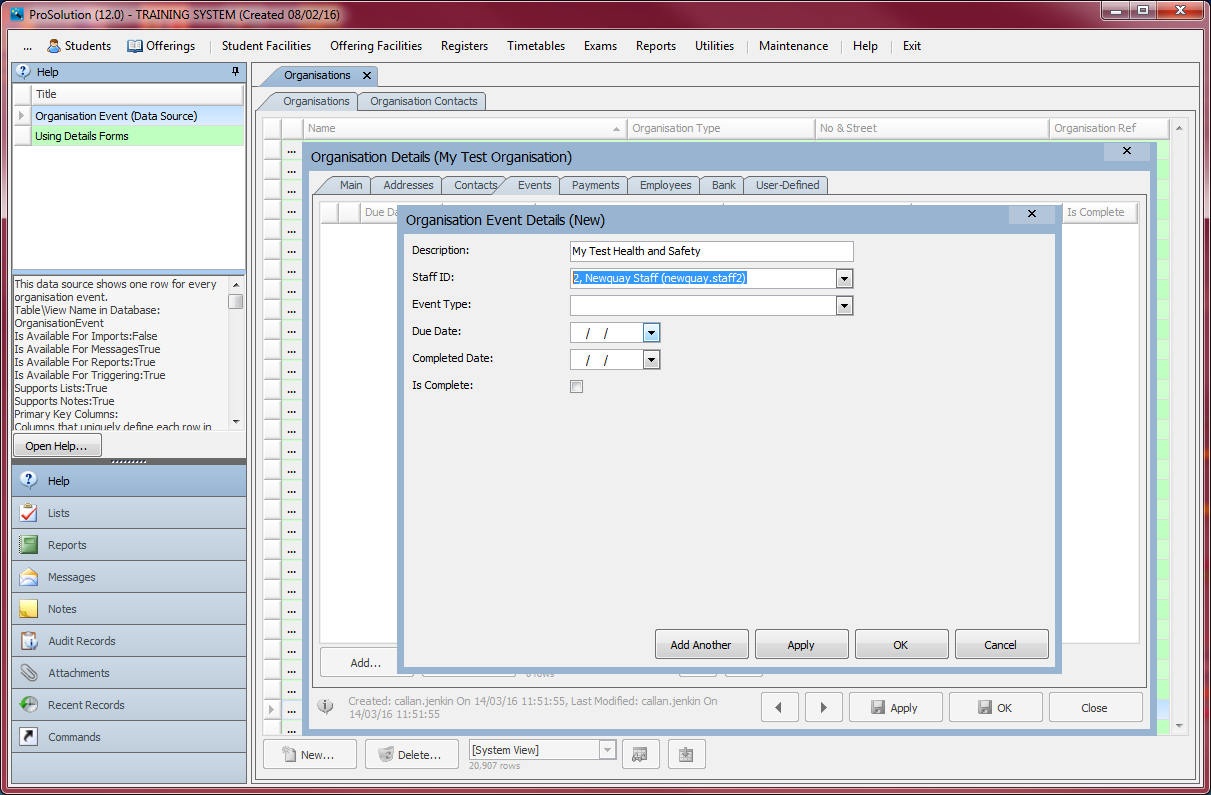 ProSolution (12.0) - TRAINING SYSTEM (Created 08/02/16)
... Students Offerings Student Facilities Offering Facilities Registers Timetables Exams Reports Utilities Maintenance Help Exit
Help
Title
Organisation Event (Data Source)
Using Details Forms
This data source shows one row for every
organisation event.
Table\View Name in Database:
OrganisationEvent
Is Available For Imports:False
Is Available For MessagesTrue
Is Available For Reports:True
Is Available For Triggering:True
Supports Lists:True
Supports Notes:True
Primary Key Columns:
Columns that uniquely define each row in
Open Help...
Help
Lists
Reports
Messages
Notes
Audit Records
Attachments
Recent Records
Commands
Organisations
Organisations Organisation Contacts
Name Organisation Type No & Street Organisation Ref
Organisation Details (My Test Organisation)
Main Addresses Contacts Events Payments Employees Bank User-Defined
Due Da Is Complete
Organisation Event Details (New)
Description: My Test Health and Safety
Staff ID: 2, Newquay Staff (newquay.staff2)
Event Type:
Due Date: / /
Completed Date: / /
Is Complete:
Add Another Apply OK Cancel
Add...
0 rows
Created: callan.jenkin On 14/03/16 11:51:55, Last Modified: callan.jenkin On
14/03/16 11:51:55
Apply OK Close
New... Delete... [System View]
20,907 rows